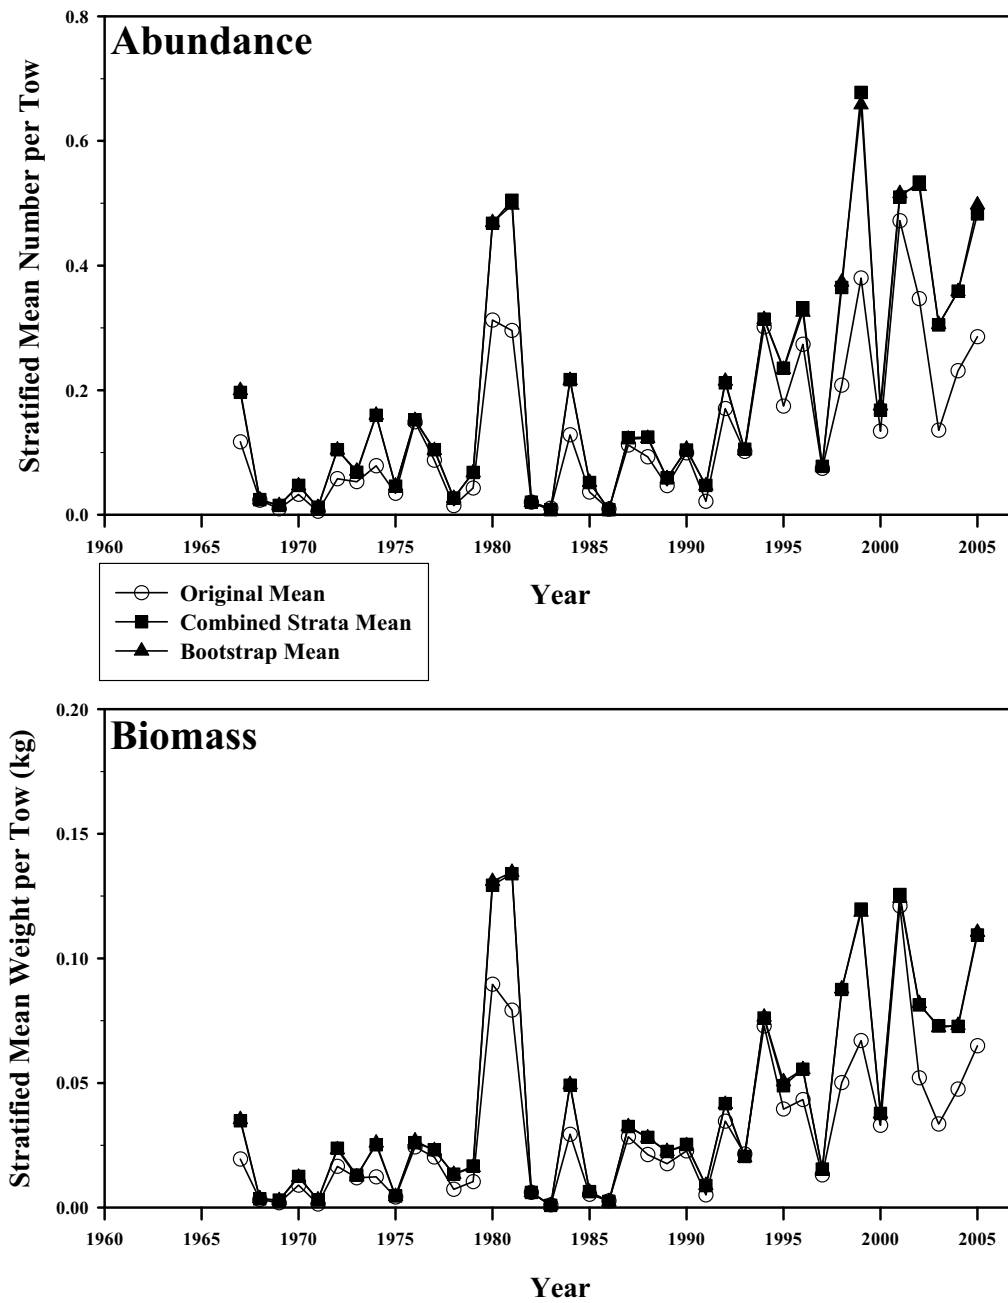 Abundance
Stratified Mean Number per Tow
0.8
0.6
0.4
0.2
0.0
1960 1965 1970 1975 1980 1985 1990 1995 2000 2005
Year
Original Mean
Combined Strata Mean
Bootstrap Mean
Biomass
Stratified Mean Weight per Tow (kg)
0.20
0.15
0.10
0.05
0.00
1960 1965 1970 1975 1980 1985 1990 1995 2000 2005
Year